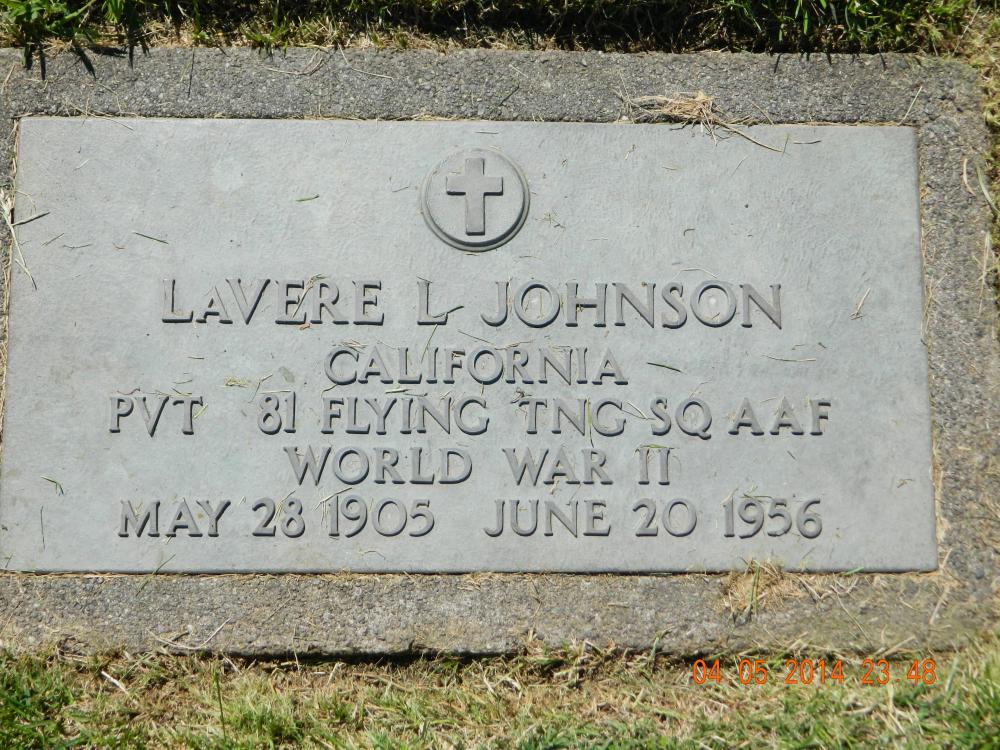 LAVERE L JOHNSON
CALIFORNIA
PVT 81 FLYING TNG SQ AAF
WORLD WAR II
MAY 28 1905 JUNE 20 1956
04 05 2014 23 48